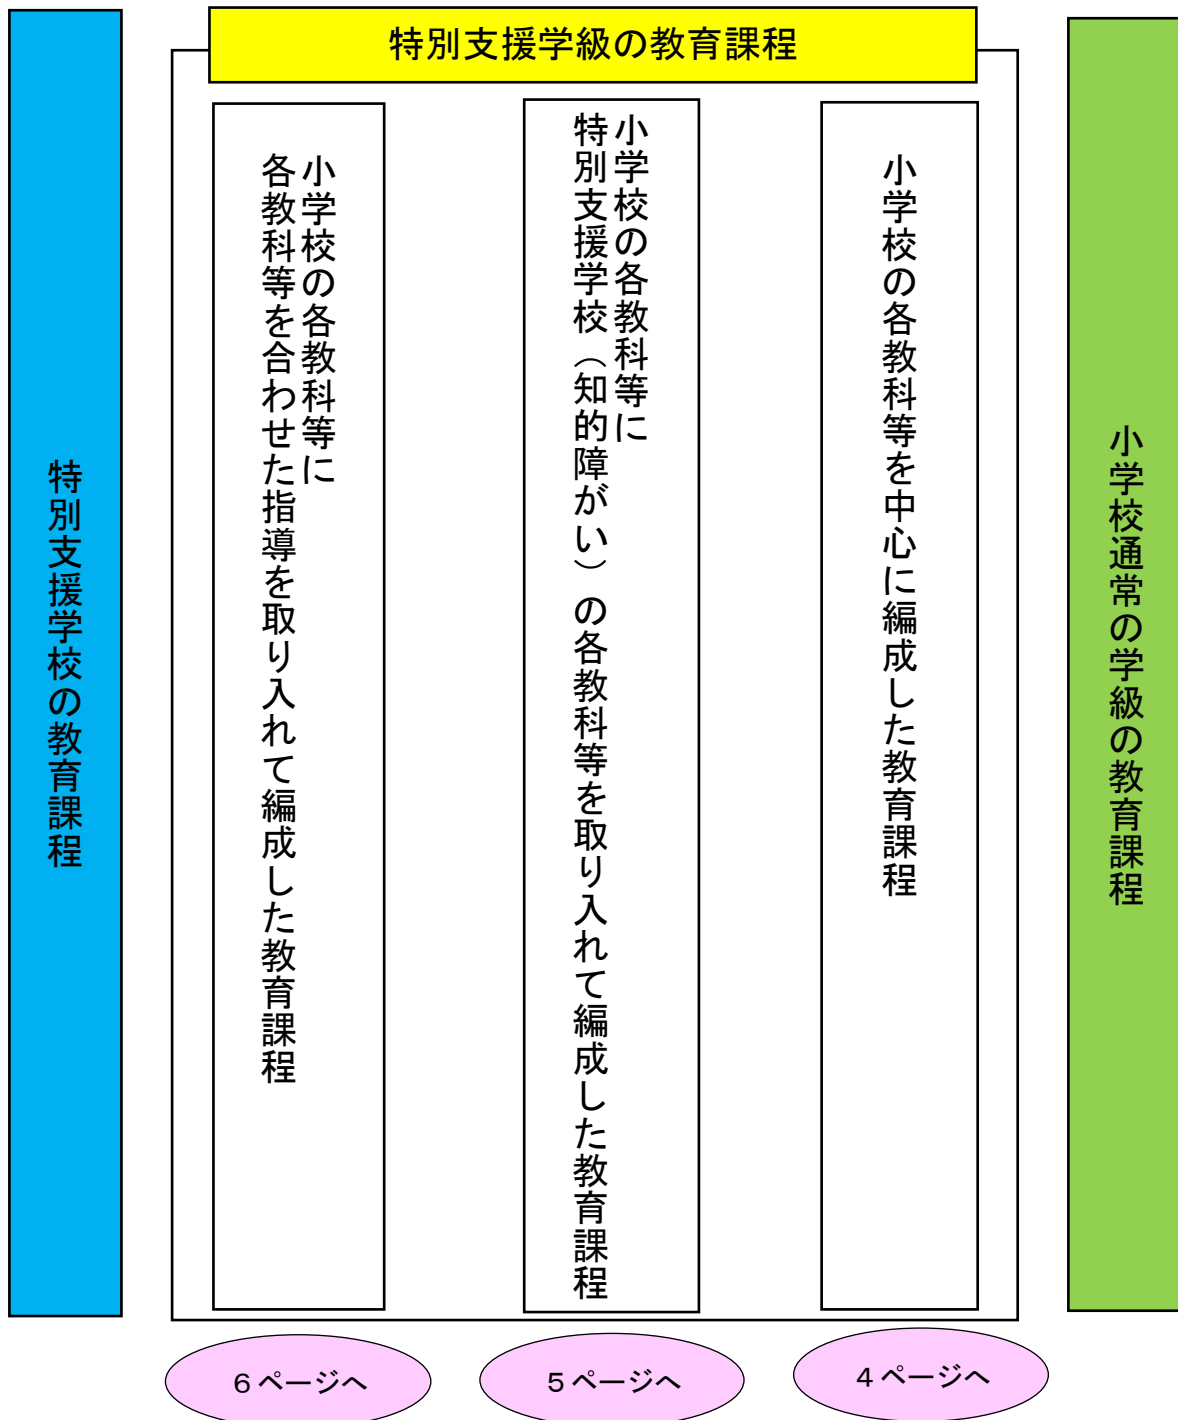 特別支援学級の教育課程
小学校通常の学級の教育課程
小学校の各教科等を中心に編成した教育課程
小学校の各教科等に
特別支援学校（知的障がい）の各教科等を取り入れて編成した教育課程
小学校の各教科等に
各教科等を合わせた指導を取り入れて編成した教育課程
特別支援学校の教育課程
４ページへ
５ページへ
６ページへ